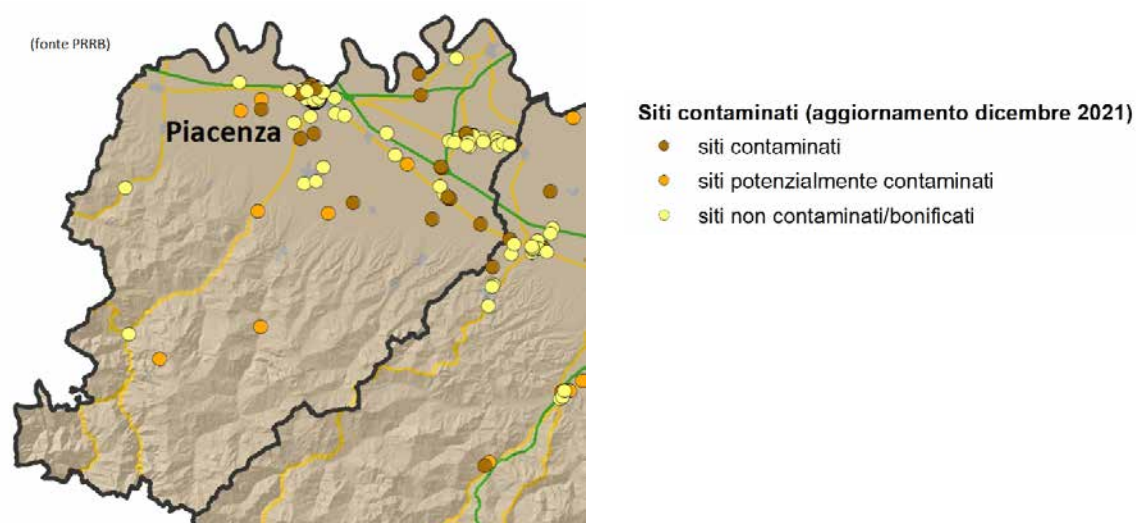 (fonte PRRB)
Piacenza
Siti contaminati (aggiornamento dicembre 2021)
siti contaminati
siti potenzialmente contaminati
siti non contaminati/bonificati